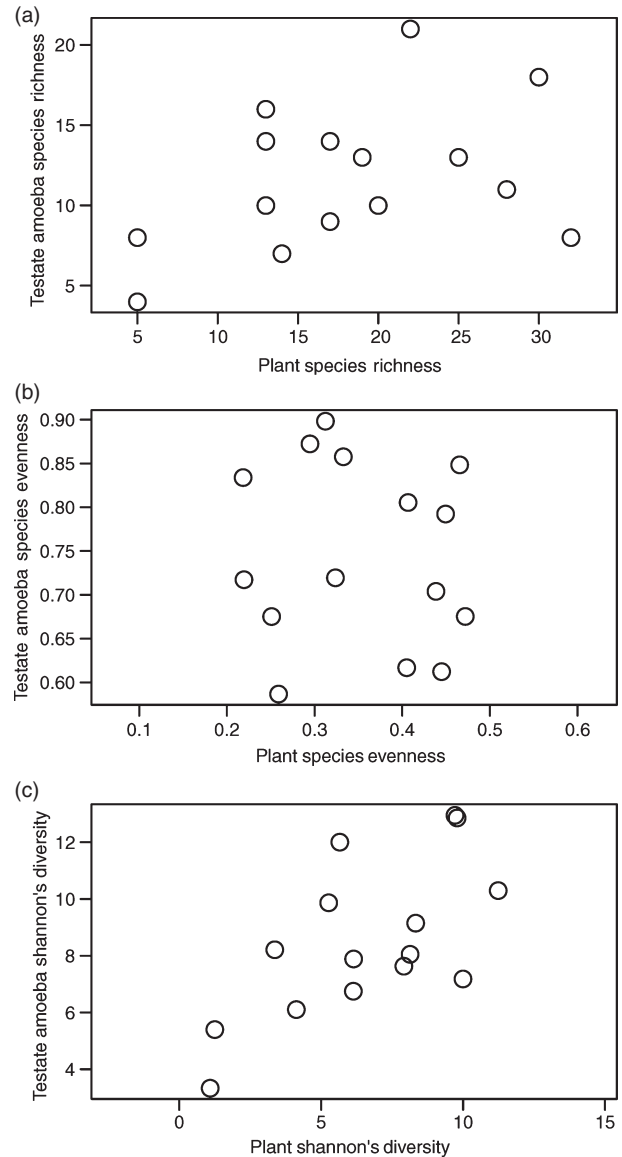 (a)
Testate amoeba species richness
20
15
10
5
5 10 15 20 25 30
Plant species richness
(b)
Testate amoeba species evenness
0.90
0.85
0.80
0.75
0.70
0.65
0.60
0.1 0.2 0.3 0.4 0.5 0.6
Plant species evenness
(c)
Testate amoeba shannon's diversity
12
10
8
6
4
0 5 10 15
Plant shannon's diversity